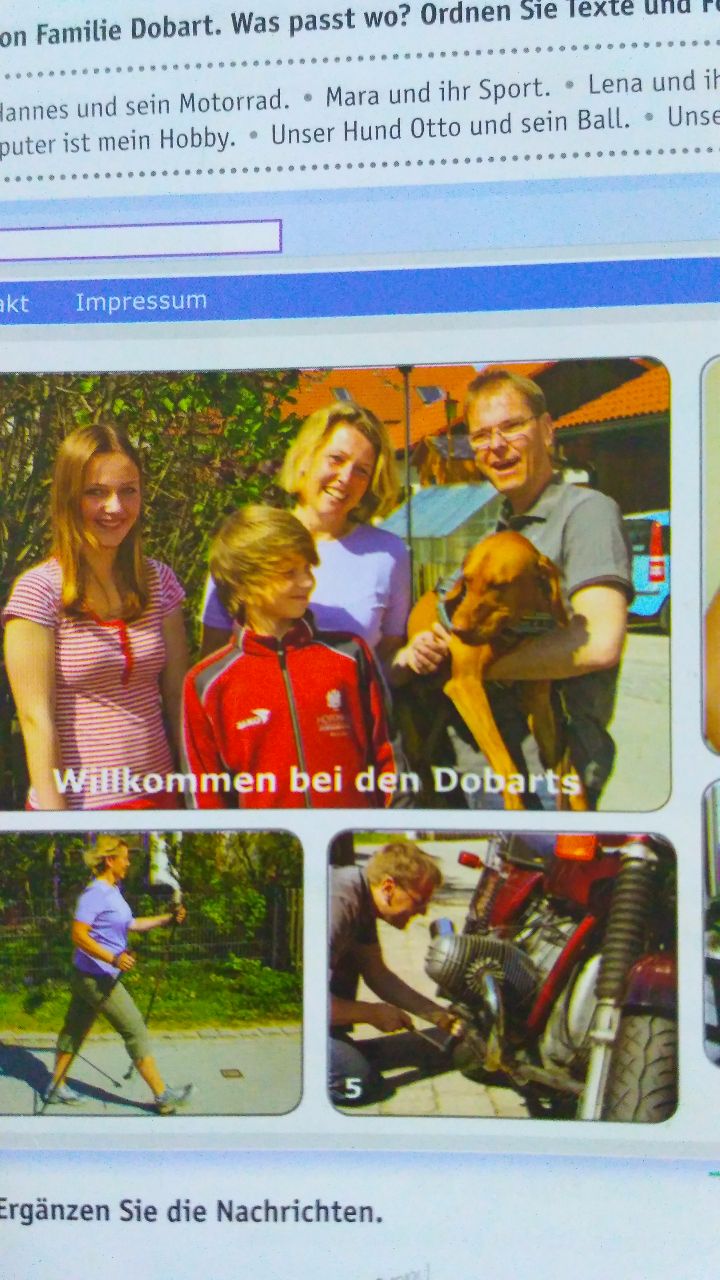 on Familie Dobart. Was passt wo? Ordnen Sie Texte und
Hannes und sein Motorrad. • Mara und ihr Sport. • Lena und ih
puter ist mein Hobby. • Unser Hund Otto und sein Ball. • Unse
akt Impressum
Willkommen bei den Dobarts
5
Ergänzen Sie die Nachrichten.